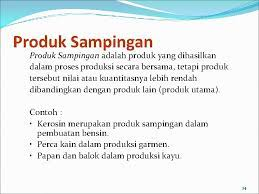 Produk Sampingan
Produk Sampingan adalah produk yang dihasilkan
dalam proses produksi secara bersama, tetapi produk
tersebut nilai atau kuantitasnya lebih rendah
dibandingkan dengan produk lain (produk utama).
Contoh :
• Kerosin merupakan produk sampingan dalam
pembuatan bensin.
• Perca kain dalam produksi garmen.
• Papan dan balok dalam produksi kayu.